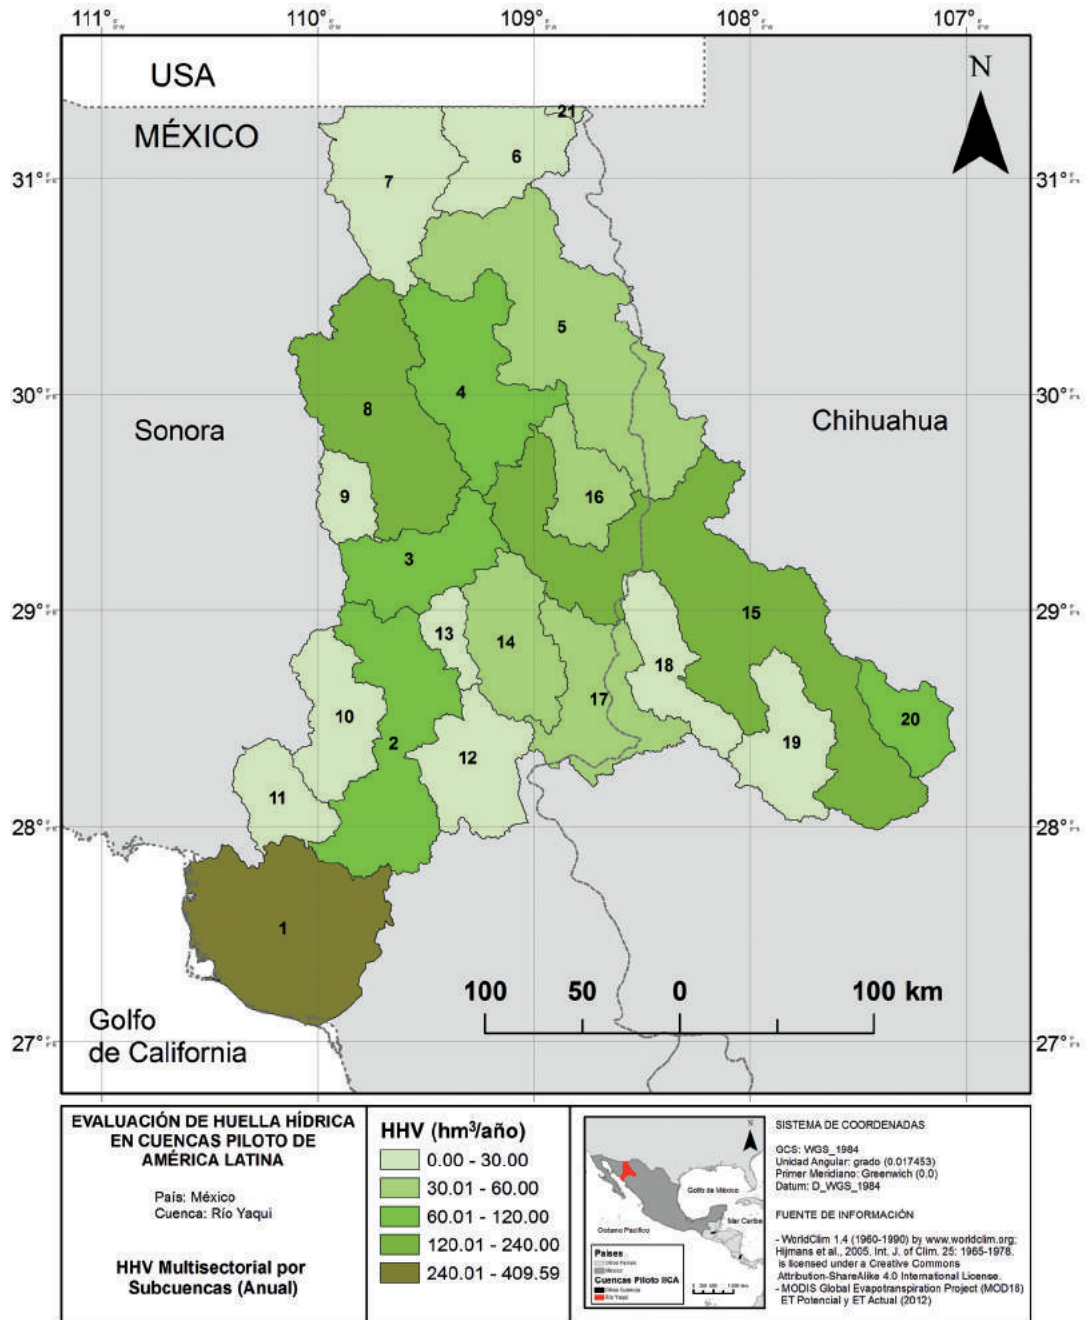 111°
110°
109°
108°
107°
USA
MÉXICO
N
21
6
7
31°
31°
5
4
30°
30°
8
Sonora
Chihuahua
9
16
3
29°
29°
13
14
15
18
17
10
20
2
12
19
11
28°
28°
1
100 50 0 100 km
Golfo
de California
27°
27°
EVALUACIÓN DE HUELLA HÍDRICA
EN CUENCAS PILOTO DE
AMÉRICA LATINA
País: México
Cuenca: Río Yaqui
HHV Multisectorial por
Subcuencas (Anual)
HHV (hm³/año)
0.00 - 30.00
30.01 - 60.00
60.01 - 120.00
120.01 - 240.00
240.01 - 409.59
N
Golfo de México
Mar Caribe
Océano Pacífico
Países
Otros Países
México
Cuencas Piloto IICA
Otras Cuencas
Río Yaqui
SISTEMA DE COORDENADAS
GCS: WGS_1984
Unidad Angular: grado (0.017453)
Primer Meridiano: Greenwich (0.0)
Datum: D_WGS_1984
FUENTE DE INFORMACIÓN
- WorldClim 1.4 (1960-1990) by www.worldclim.org;
Hijmans et al., 2005. Int. J. of Clim. 25: 1965-1978.
is licensed under a Creative Commons
Attribution-ShareAlike 4.0 International License.
- MODIS Global Evapotranspiration Project (MOD16)
ET Potencial y ET Actual (2012)